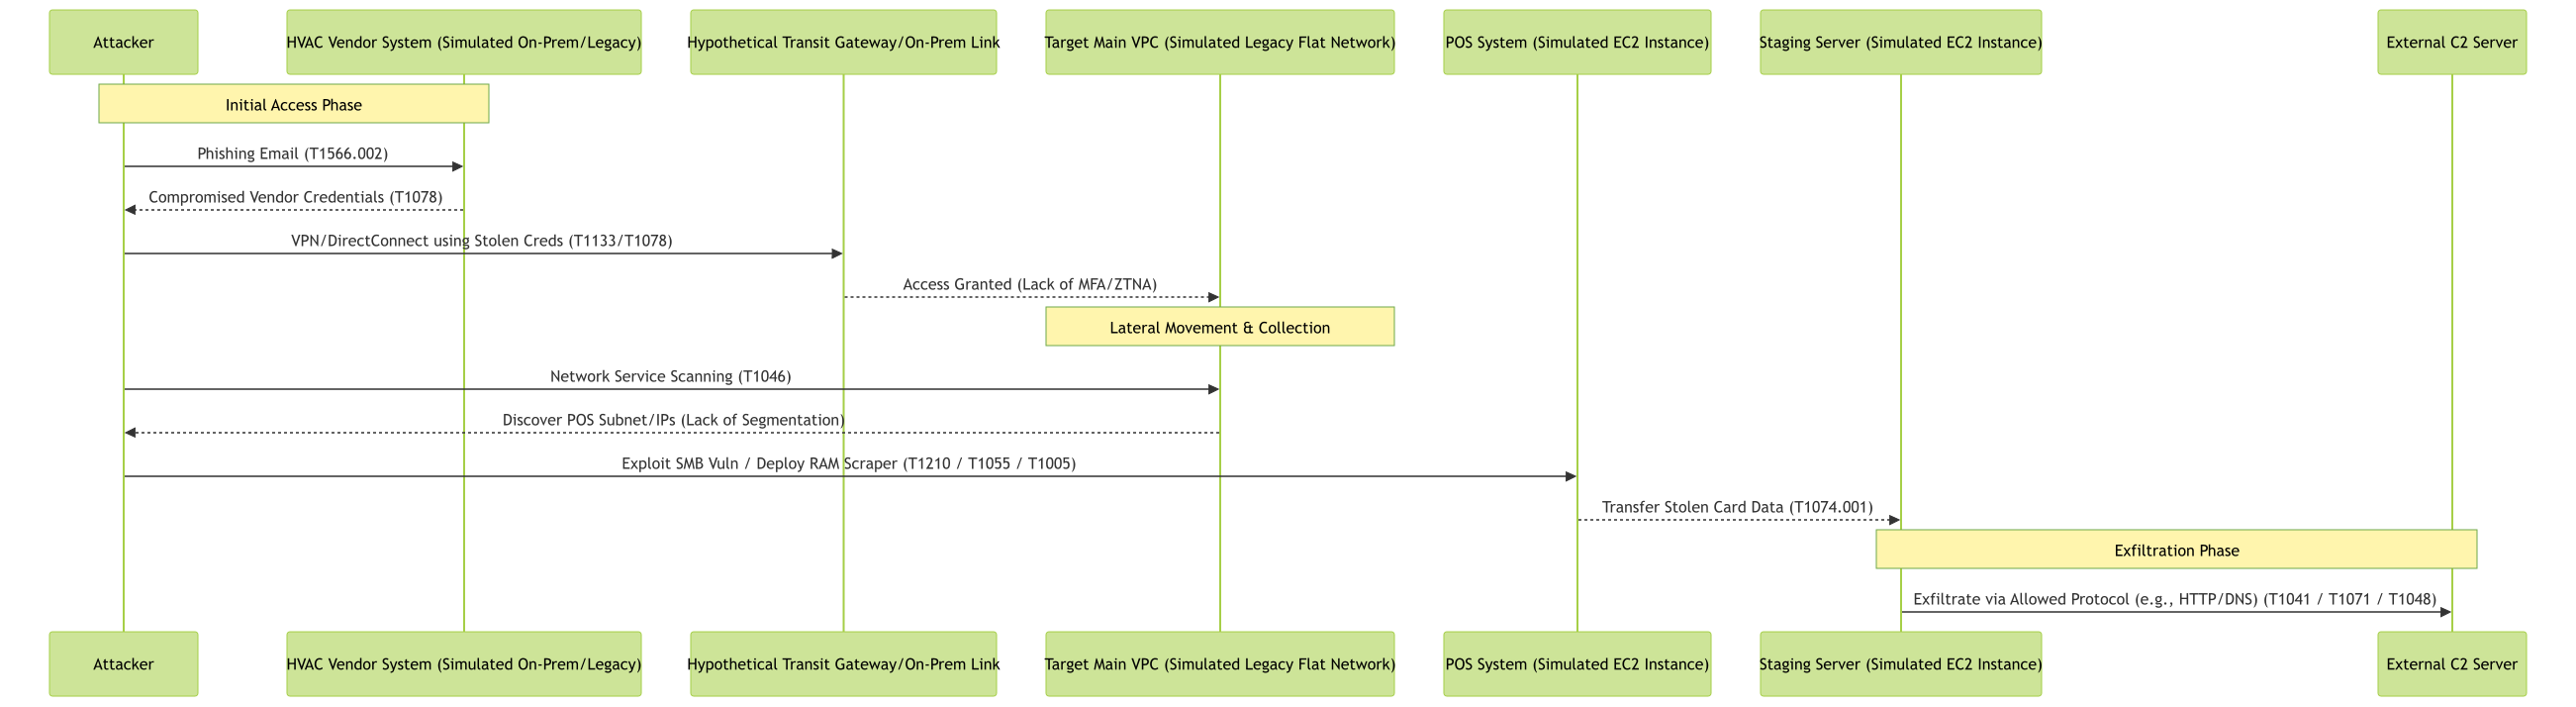 Attacker
HVAC Vendor System (Simulated On-Prem/Legacy)
Hypothetical Transit Gateway/On-Prem Link
Target Main VPC (Simulated Legacy Flat Network)
POS System (Simulated EC2 Instance)
Staging Server (Simulated EC2 Instance)
External C2 Server
Initial Access Phase
Phishing Email (T1566.002)
Compromised Vendor Credentials (T1078)
VPN/DirectConnect using Stolen Creds (T1133/T1078)
Access Granted (Lack of MFA/ZTNA)
Lateral Movement & Collection
Network Service Scanning (T1046)
Discover POS Subnet/IPs (Lack of Segmentation)
Exploit SMB Vuln / Deploy RAM Scraper (T1210 / T1055 / T1005)
Transfer Stolen Card Data (T1074.001)
Exfiltration Phase
Exfiltrate via Allowed Protocol (e.g., HTTP/DNS) (T1041 / T1071 / T1048)
Attacker
HVAC Vendor System (Simulated On-Prem/Legacy)
Hypothetical Transit Gateway/On-Prem Link
Target Main VPC (Simulated Legacy Flat Network)
POS System (Simulated EC2 Instance)
Staging Server (Simulated EC2 Instance)
External C2 Server